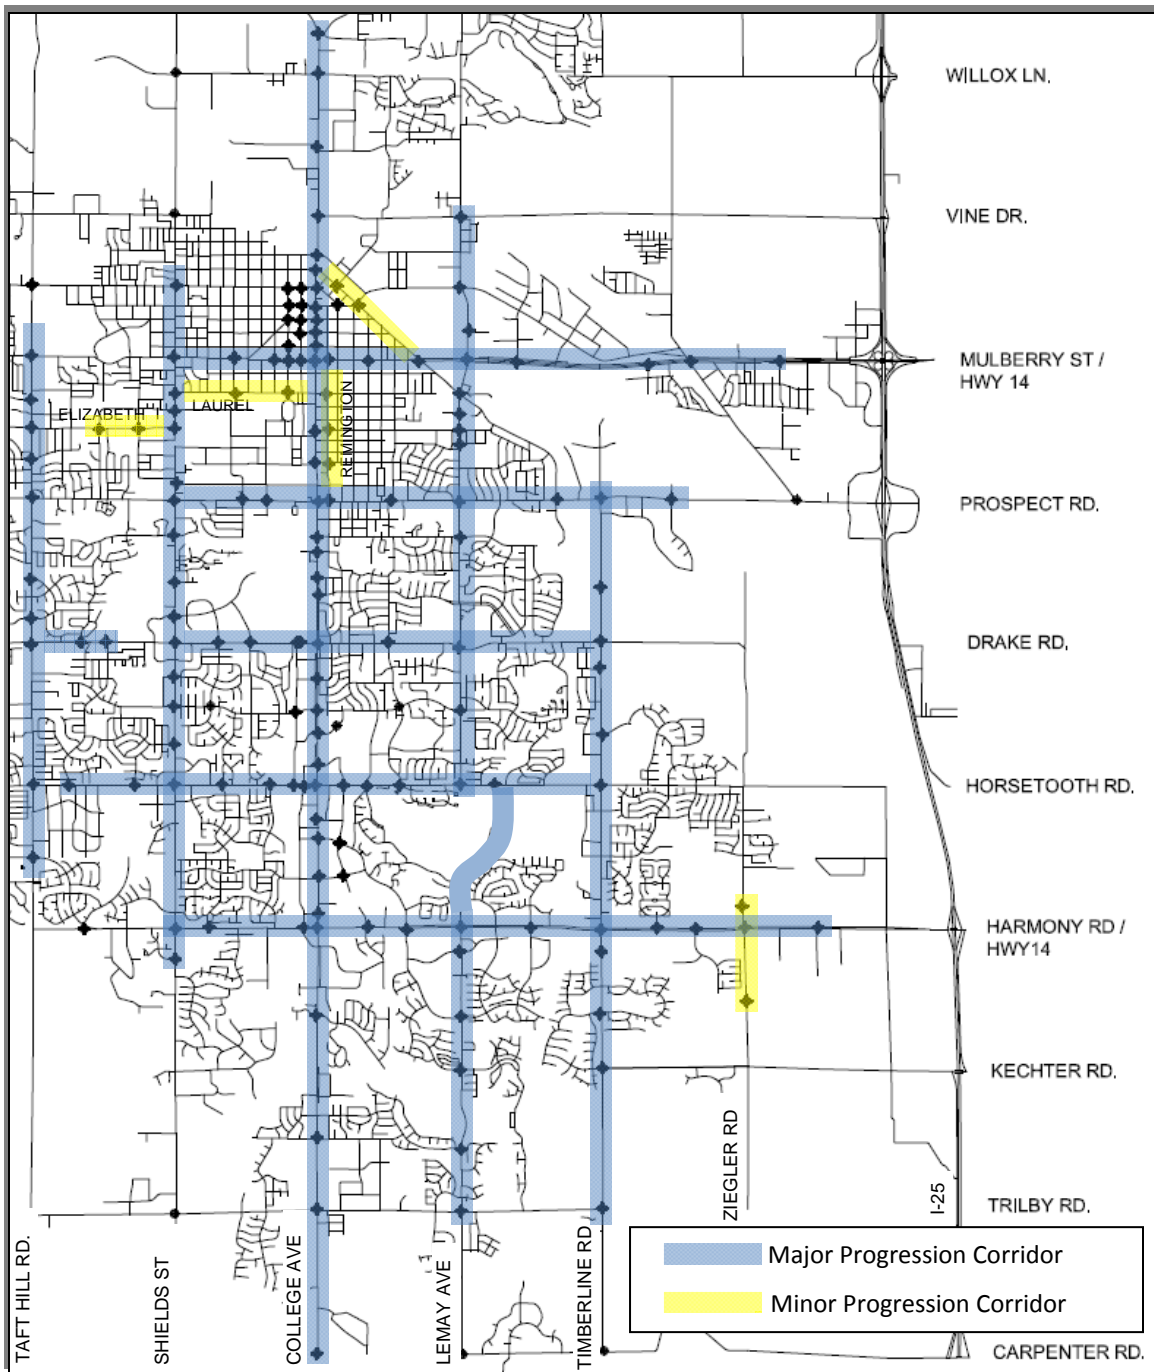 WILLOX LN.
VINE DR.
MULBERRY ST /
HWY 14
ELIZABETH
LAUREL
REMINGTON
PROSPECT RD.
DRAKE RD.
HORSETOOTH RD.
HARMONY RD /
HWY14
KECHTER RD.
ZIEGLER RD
I-25
TRILBY RD.
TAFT HILL RD.
SHIELDS ST
COLLEGE AVE
LEMAY AVE
TIMBERLINE RD
Major Progression Corridor
Minor Progression Corridor
CARPENTER RD.